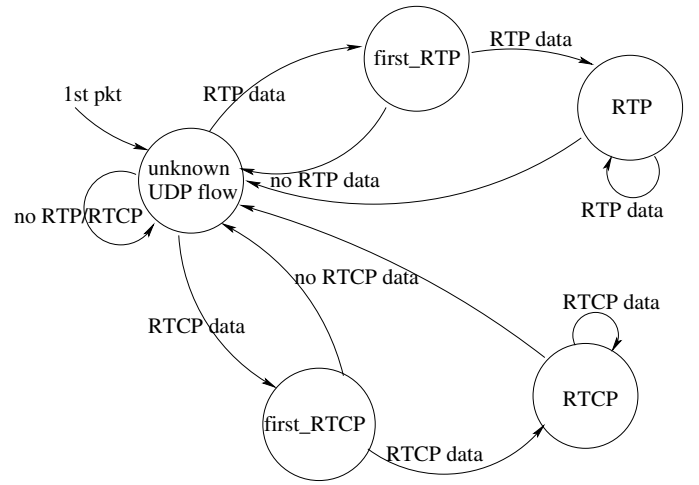 RTP data
first_RTP
1st pkt
RTP data
RTP
unknown
UDP flow
no RTP data
no RTP/RTCP
RTP data
no RTCP data
RTCP data
RTCP data
RTCP
first_RTCP
RTCP data